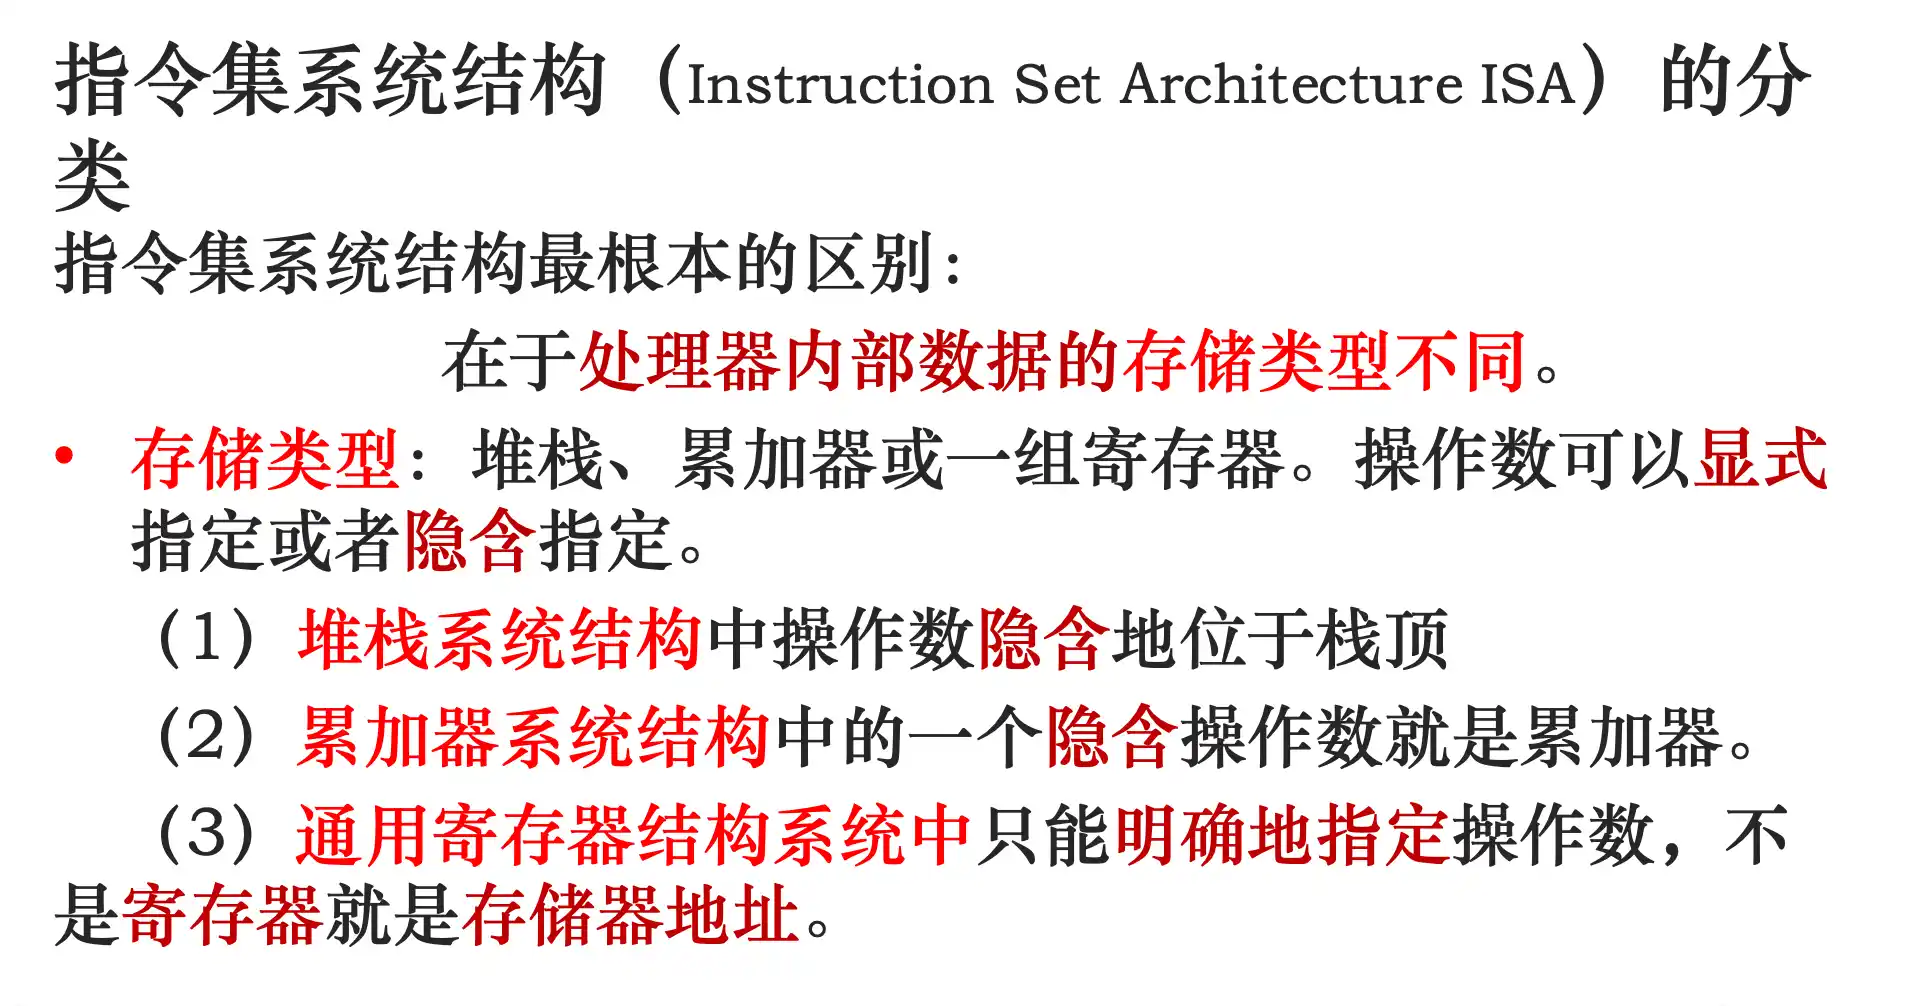 指令集系统结构（Instruction Set Architecture ISA）的分
类
指令集系统结构最根本的区别：
在于处理器内部数据的存储类型不同。
• 存储类型：堆栈、累加器或一组寄存器。操作数可以显式
指定或者隐含指定。
（1）堆栈系统结构中操作数隐含地位于栈顶
（2）累加器系统结构中的一个隐含操作数就是累加器。
（3）通用寄存器结构系统中只能明确地指定操作数，不
是寄存器就是存储器地址。